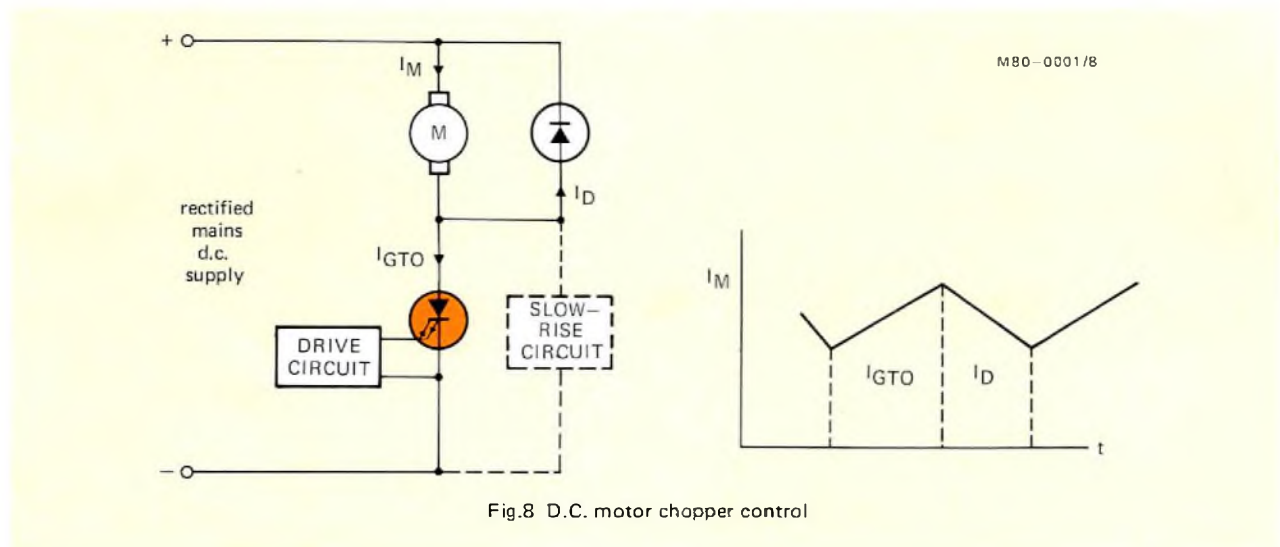 +
I_M
M80-0001/8
M
I_D
rectified
mains
d.c.
supply
I_GTO
DRIVE
CIRCUIT
SLOW–
RISE
CIRCUIT
–
I_M
I_GTO
I_D
t
Fig.8 D.C. motor chopper control